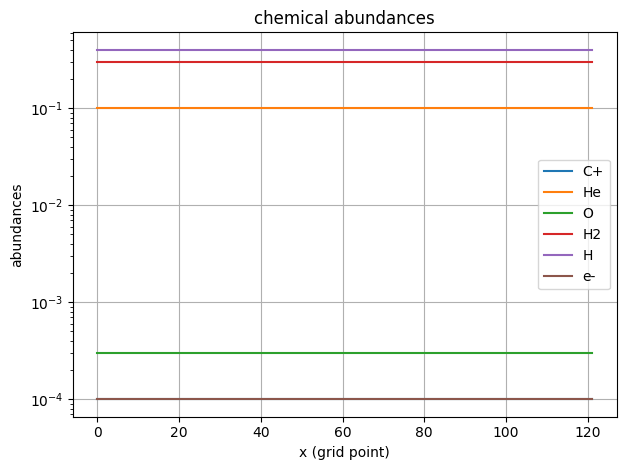 chemical abundances
abundances
10⁻¹
10⁻²
10⁻³
10⁻⁴
C+
He
O
H2
H
e-
0 20 40 60 80 100 120
x (grid point)